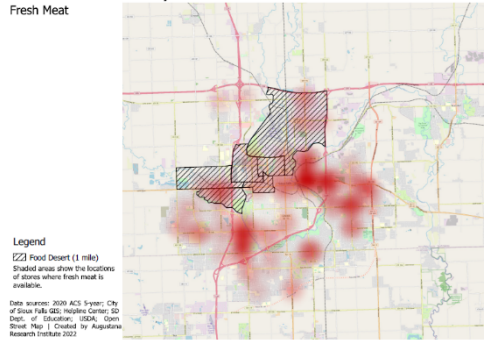 Fresh Meat
Legend
Food Desert (1 mile)
Shaded areas show the locations
of stores where fresh meat is
available.
Data sources: 2020 ACS 5-year; City
of Sioux Falls GIS; Helpline Center; SD
Dept. of Education; USDA; Open
Street Map | Created by Augustana
Research Institute 2022